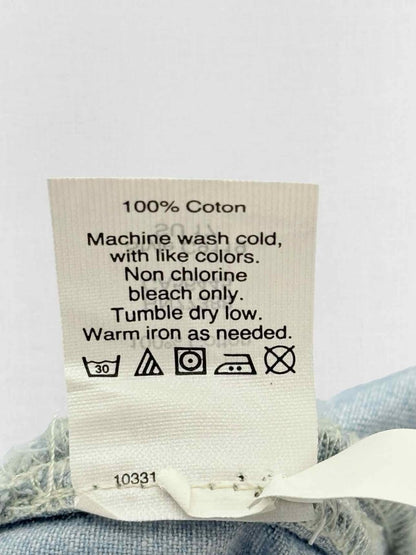 100% Coton
Machine wash cold,
with like colors.
Non chlorine
bleach only.
Tumble dry low.
Warm iron as needed.
30
10331